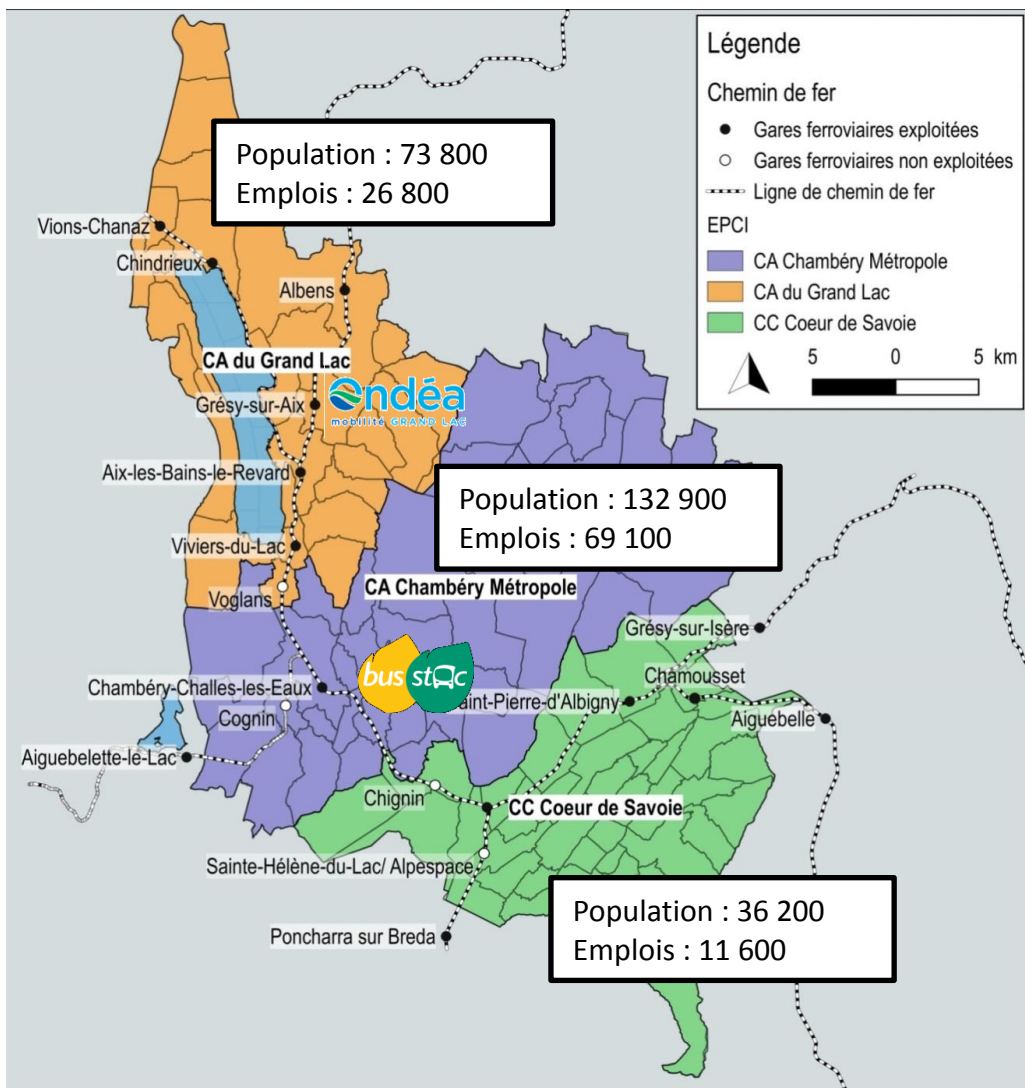 Légende
Chemin de fer
Gares ferroviaires exploitées
Gares ferroviaires non exploitées
Ligne de chemin de fer
EPCI
CA Chambéry Métropole
CA du Grand Lac
CC Coeur de Savoie
5 0 5 km
Population : 73 800
Emplois : 26 800
Vions-Chanaz
Chindrieux
Albens
CA du Grand Lac
Ondéa
mobilité GRAND LAC
Grésy-sur-Aix
Aix-les-Bains-le-Revard
Population : 132 900
Emplois : 69 100
Viviers-du-Lac
Voglans
CA Chambéry Métropole
Grésy-sur-Isère
bus stac
Chambéry-Challes-les-Eaux
Chamousset
aint-Pierre-d'Albigny
Cognin
Aiguebelle
Aiguebelette-le-Lac
Chignin
CC Coeur de Savoie
Sainte-Hélène-du-Lac/ Alpespace
Population : 36 200
Emplois : 11 600
Poncharra sur Breda